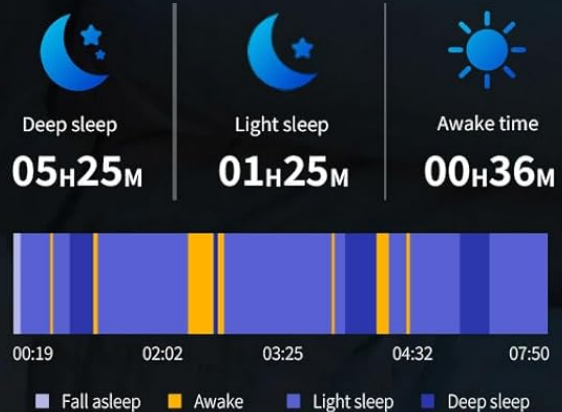 Deep sleep Light sleep Awake time
05H25M 01H25M 00H36M
00:19 02:02 03:25 04:32 07:50
Fall asleep Awake Light sleep Deep sleep